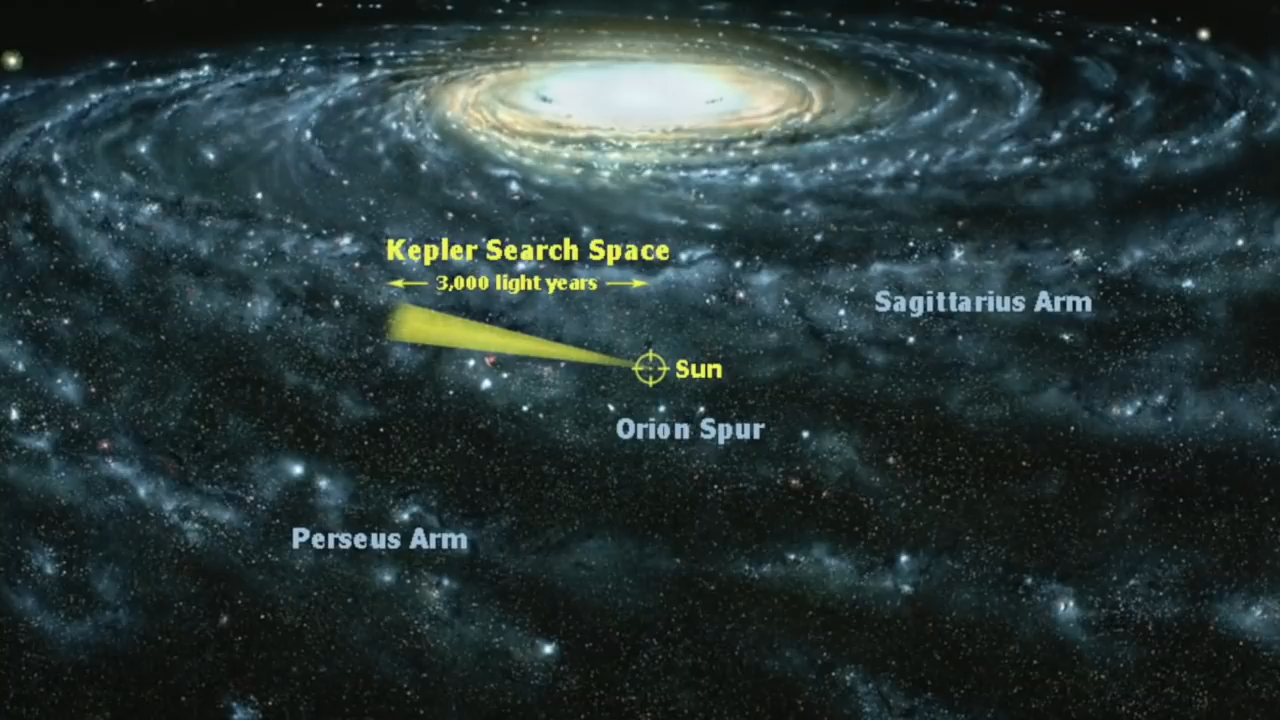 Kepler Search Space
3,000 light years
Sagittarius Arm
Sun
Orion Spur
Perseus Arm